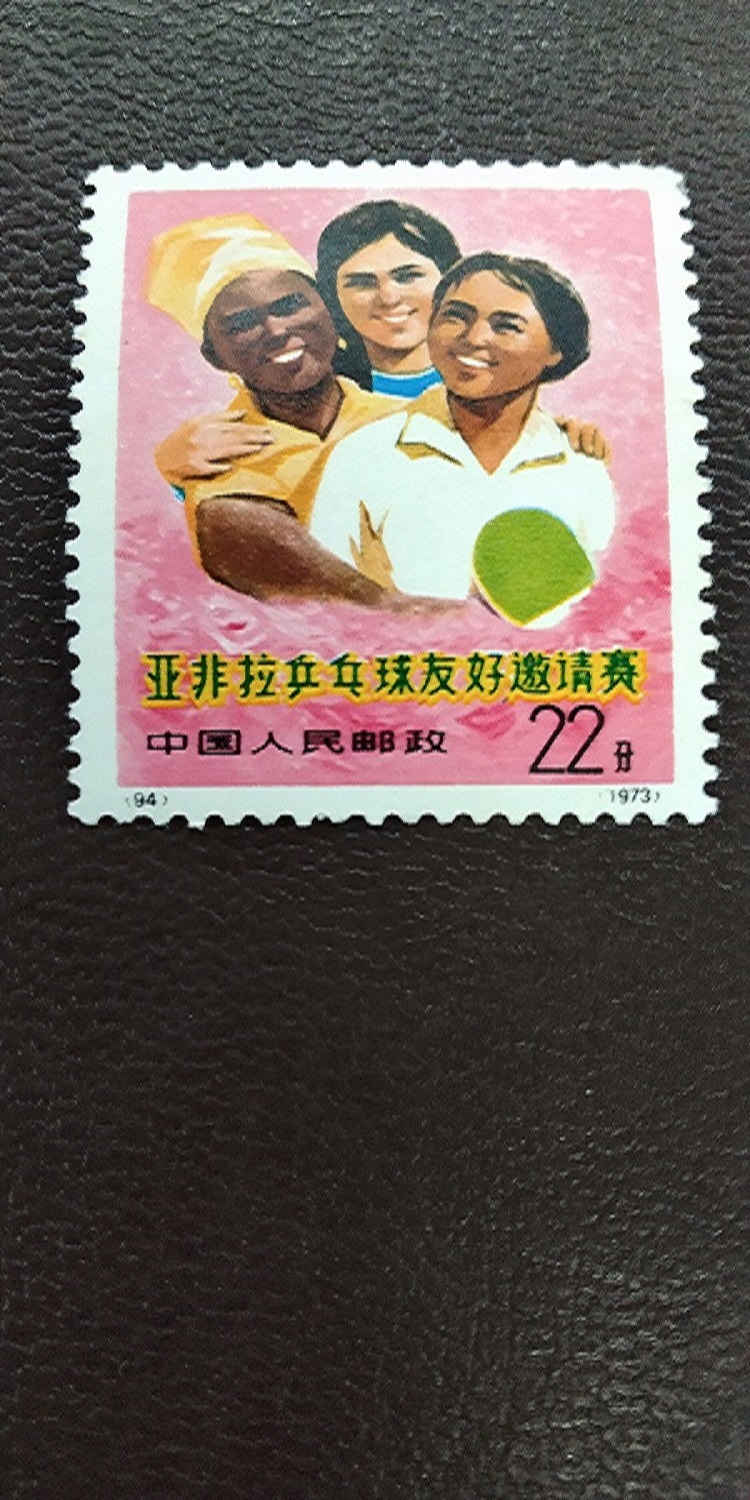 亚非拉乒乓球友好邀请赛
中国人民邮政 22分
(94) (1973)